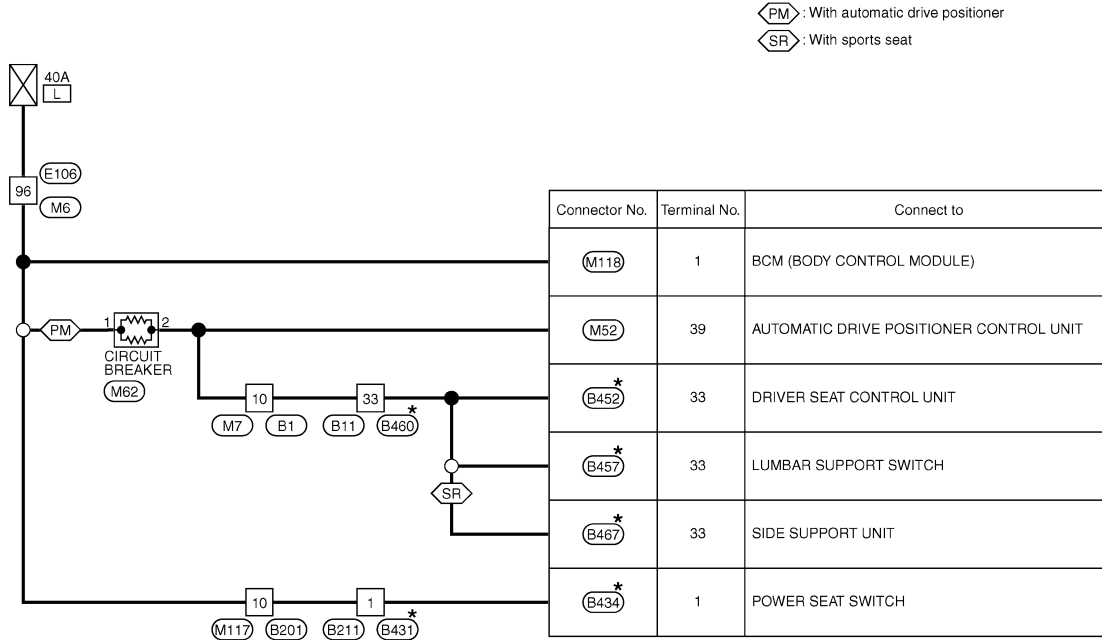 PM : With automatic drive positioner
SR : With sports seat
40A
L
96
E106
M6
Connector No. Terminal No. Connect to
M118 1 BCM (BODY CONTROL MODULE)
PM 1 2 M52 39 AUTOMATIC DRIVE POSITIONER CONTROL UNIT
CIRCUIT
BREAKER
M62
10 33 B452* 33 DRIVER SEAT CONTROL UNIT
M7 B1 B11 B460*
B457* 33 LUMBAR SUPPORT SWITCH
SR
B467* 33 SIDE SUPPORT UNIT
10 1 B434* 1 POWER SEAT SWITCH
M117 B201 B211 B431*